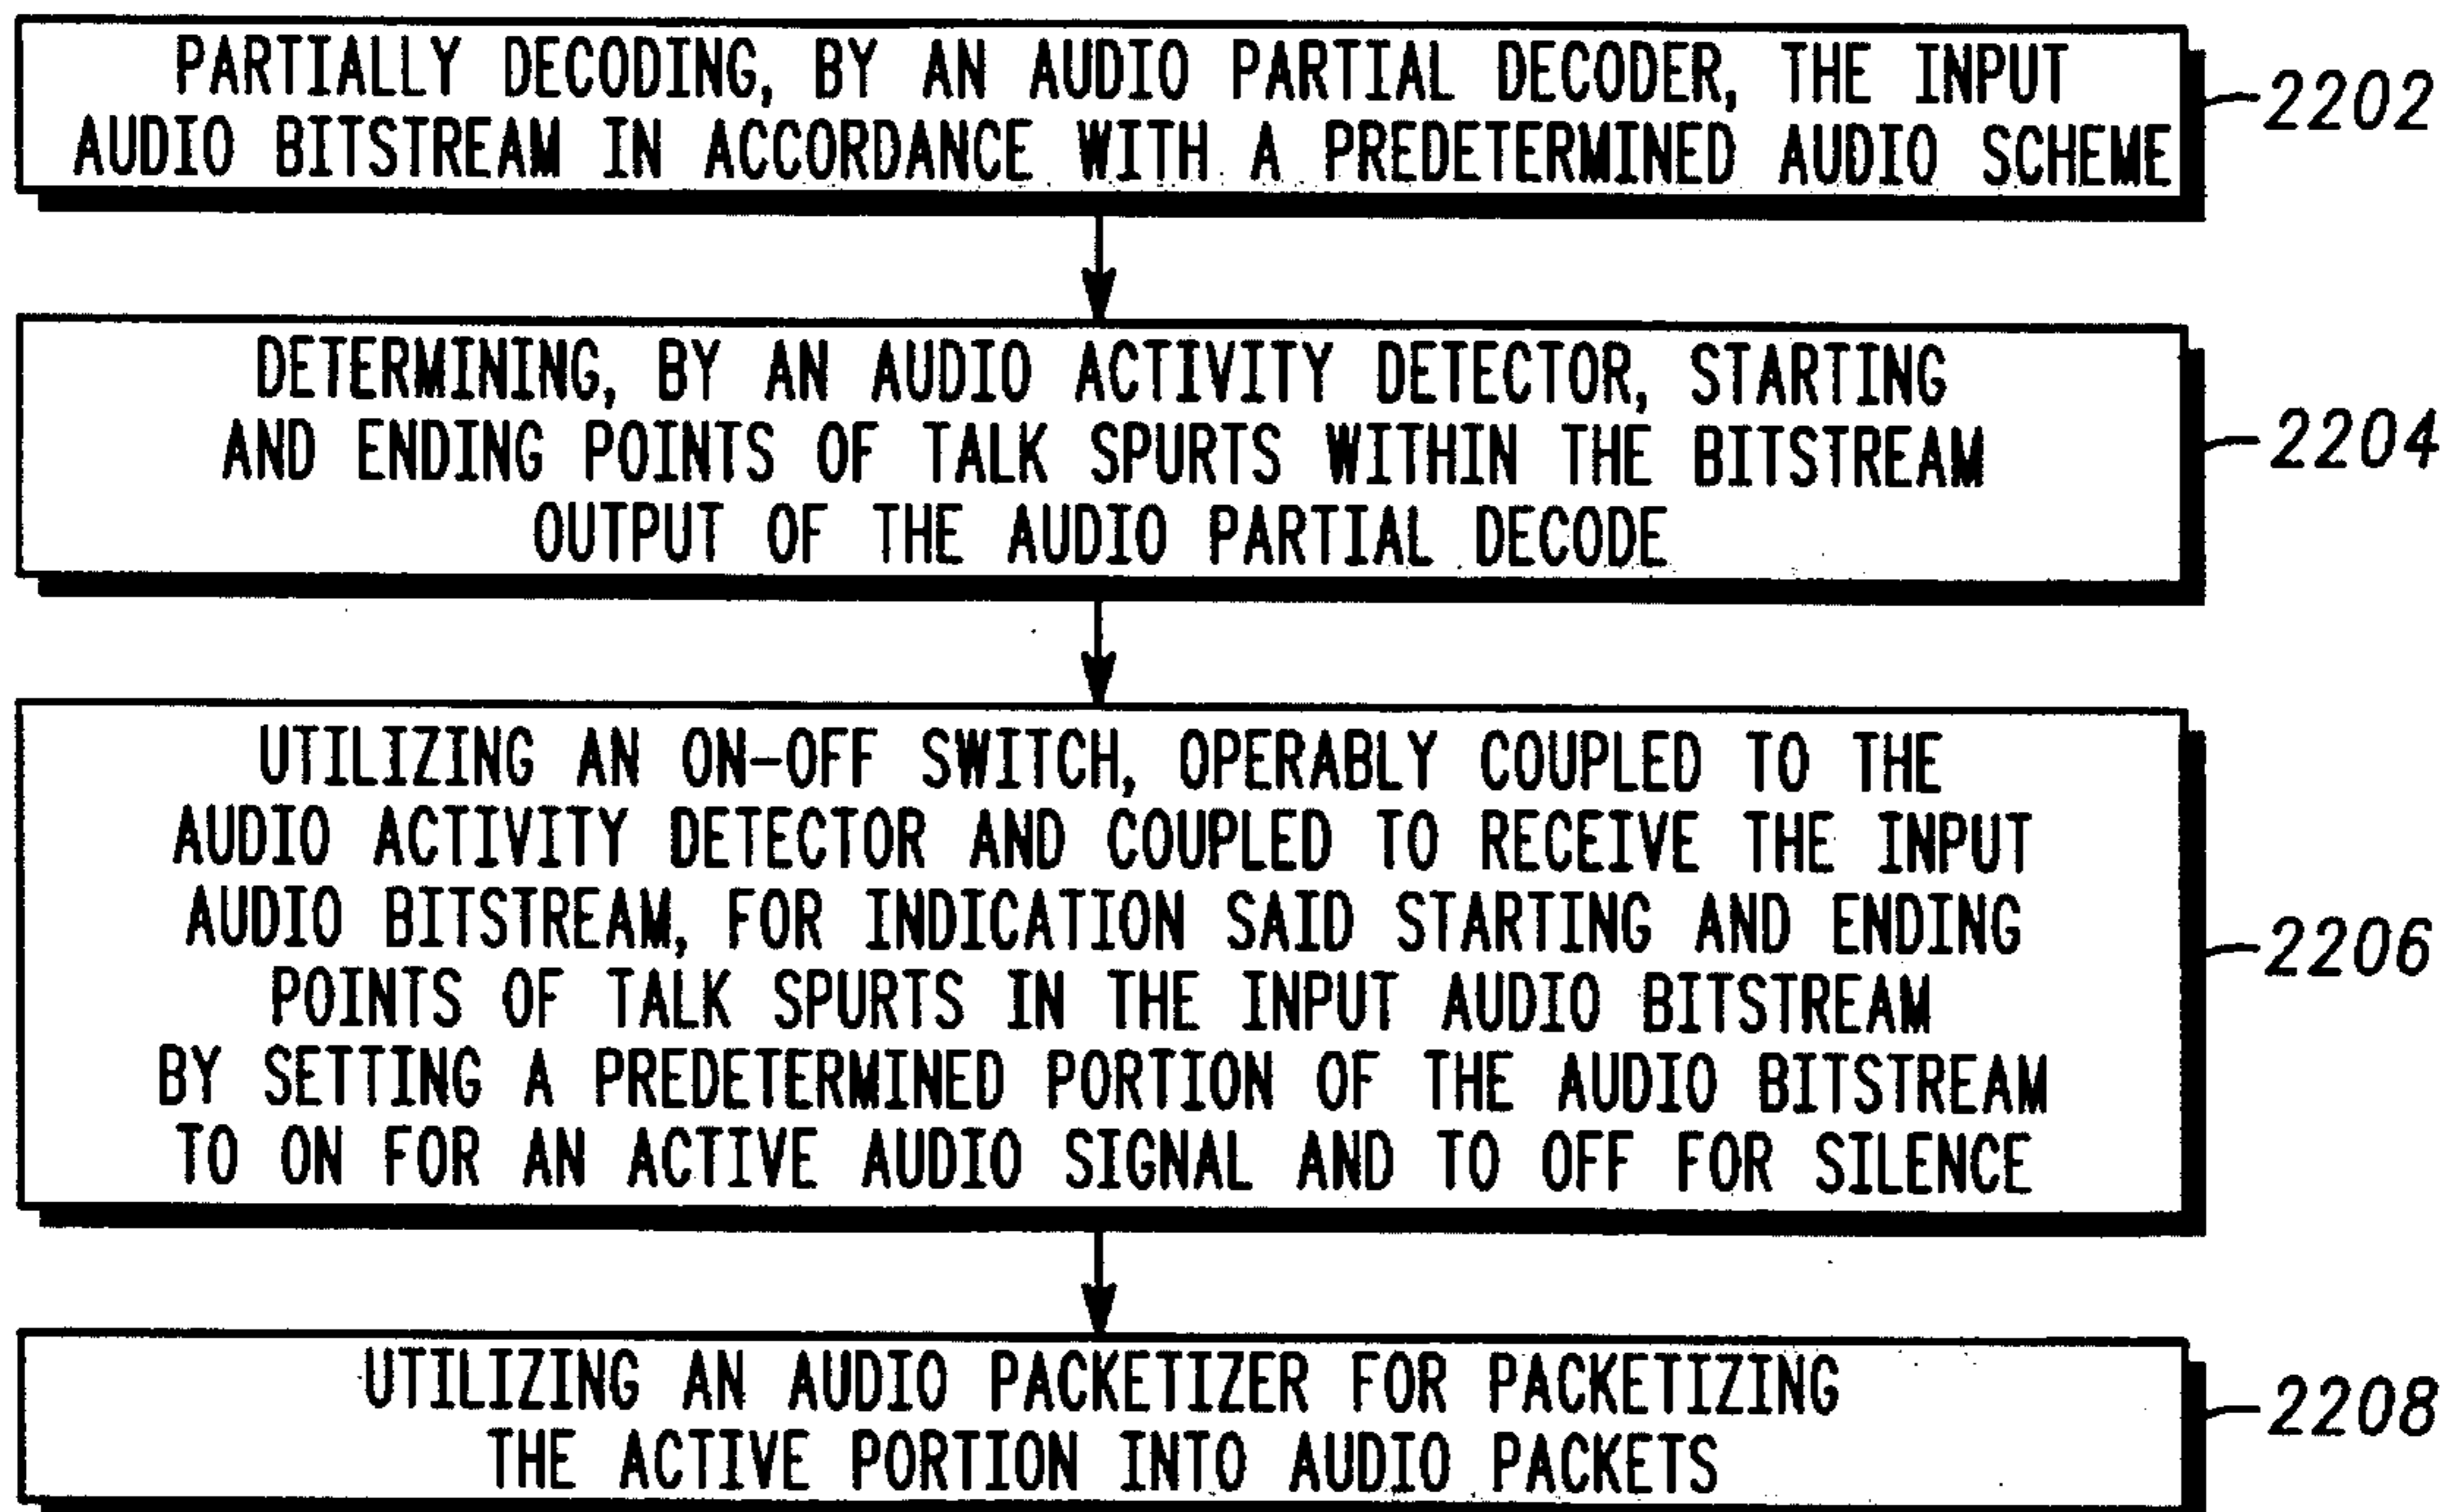 PARTIALLY DECODING, BY AN AUDIO PARTIAL DECODER, THE INPUT
AUDIO BITSTREAM IN ACCORDANCE WITH A PREDETERMINED AUDIO SCHEME
2202
DETERMINING, BY AN AUDIO ACTIVITY DETECTOR, STARTING
AND ENDING POINTS OF TALK SPURTS WITHIN THE BITSTREAM
OUTPUT OF THE AUDIO PARTIAL DECODE
2204
UTILIZING AN ON-OFF SWITCH, OPERABLY COUPLED TO THE
AUDIO ACTIVITY DETECTOR AND COUPLED TO RECEIVE THE INPUT
AUDIO BITSTREAM, FOR INDICATION SAID STARTING AND ENDING
POINTS OF TALK SPURTS IN THE INPUT AUDIO BITSTREAM
BY SETTING A PREDETERMINED PORTION OF THE AUDIO BITSTREAM
TO ON FOR AN ACTIVE AUDIO SIGNAL AND TO OFF FOR SILENCE
2206
UTILIZING AN AUDIO PACKETIZER FOR PACKETIZING
THE ACTIVE PORTION INTO AUDIO PACKETS
2208